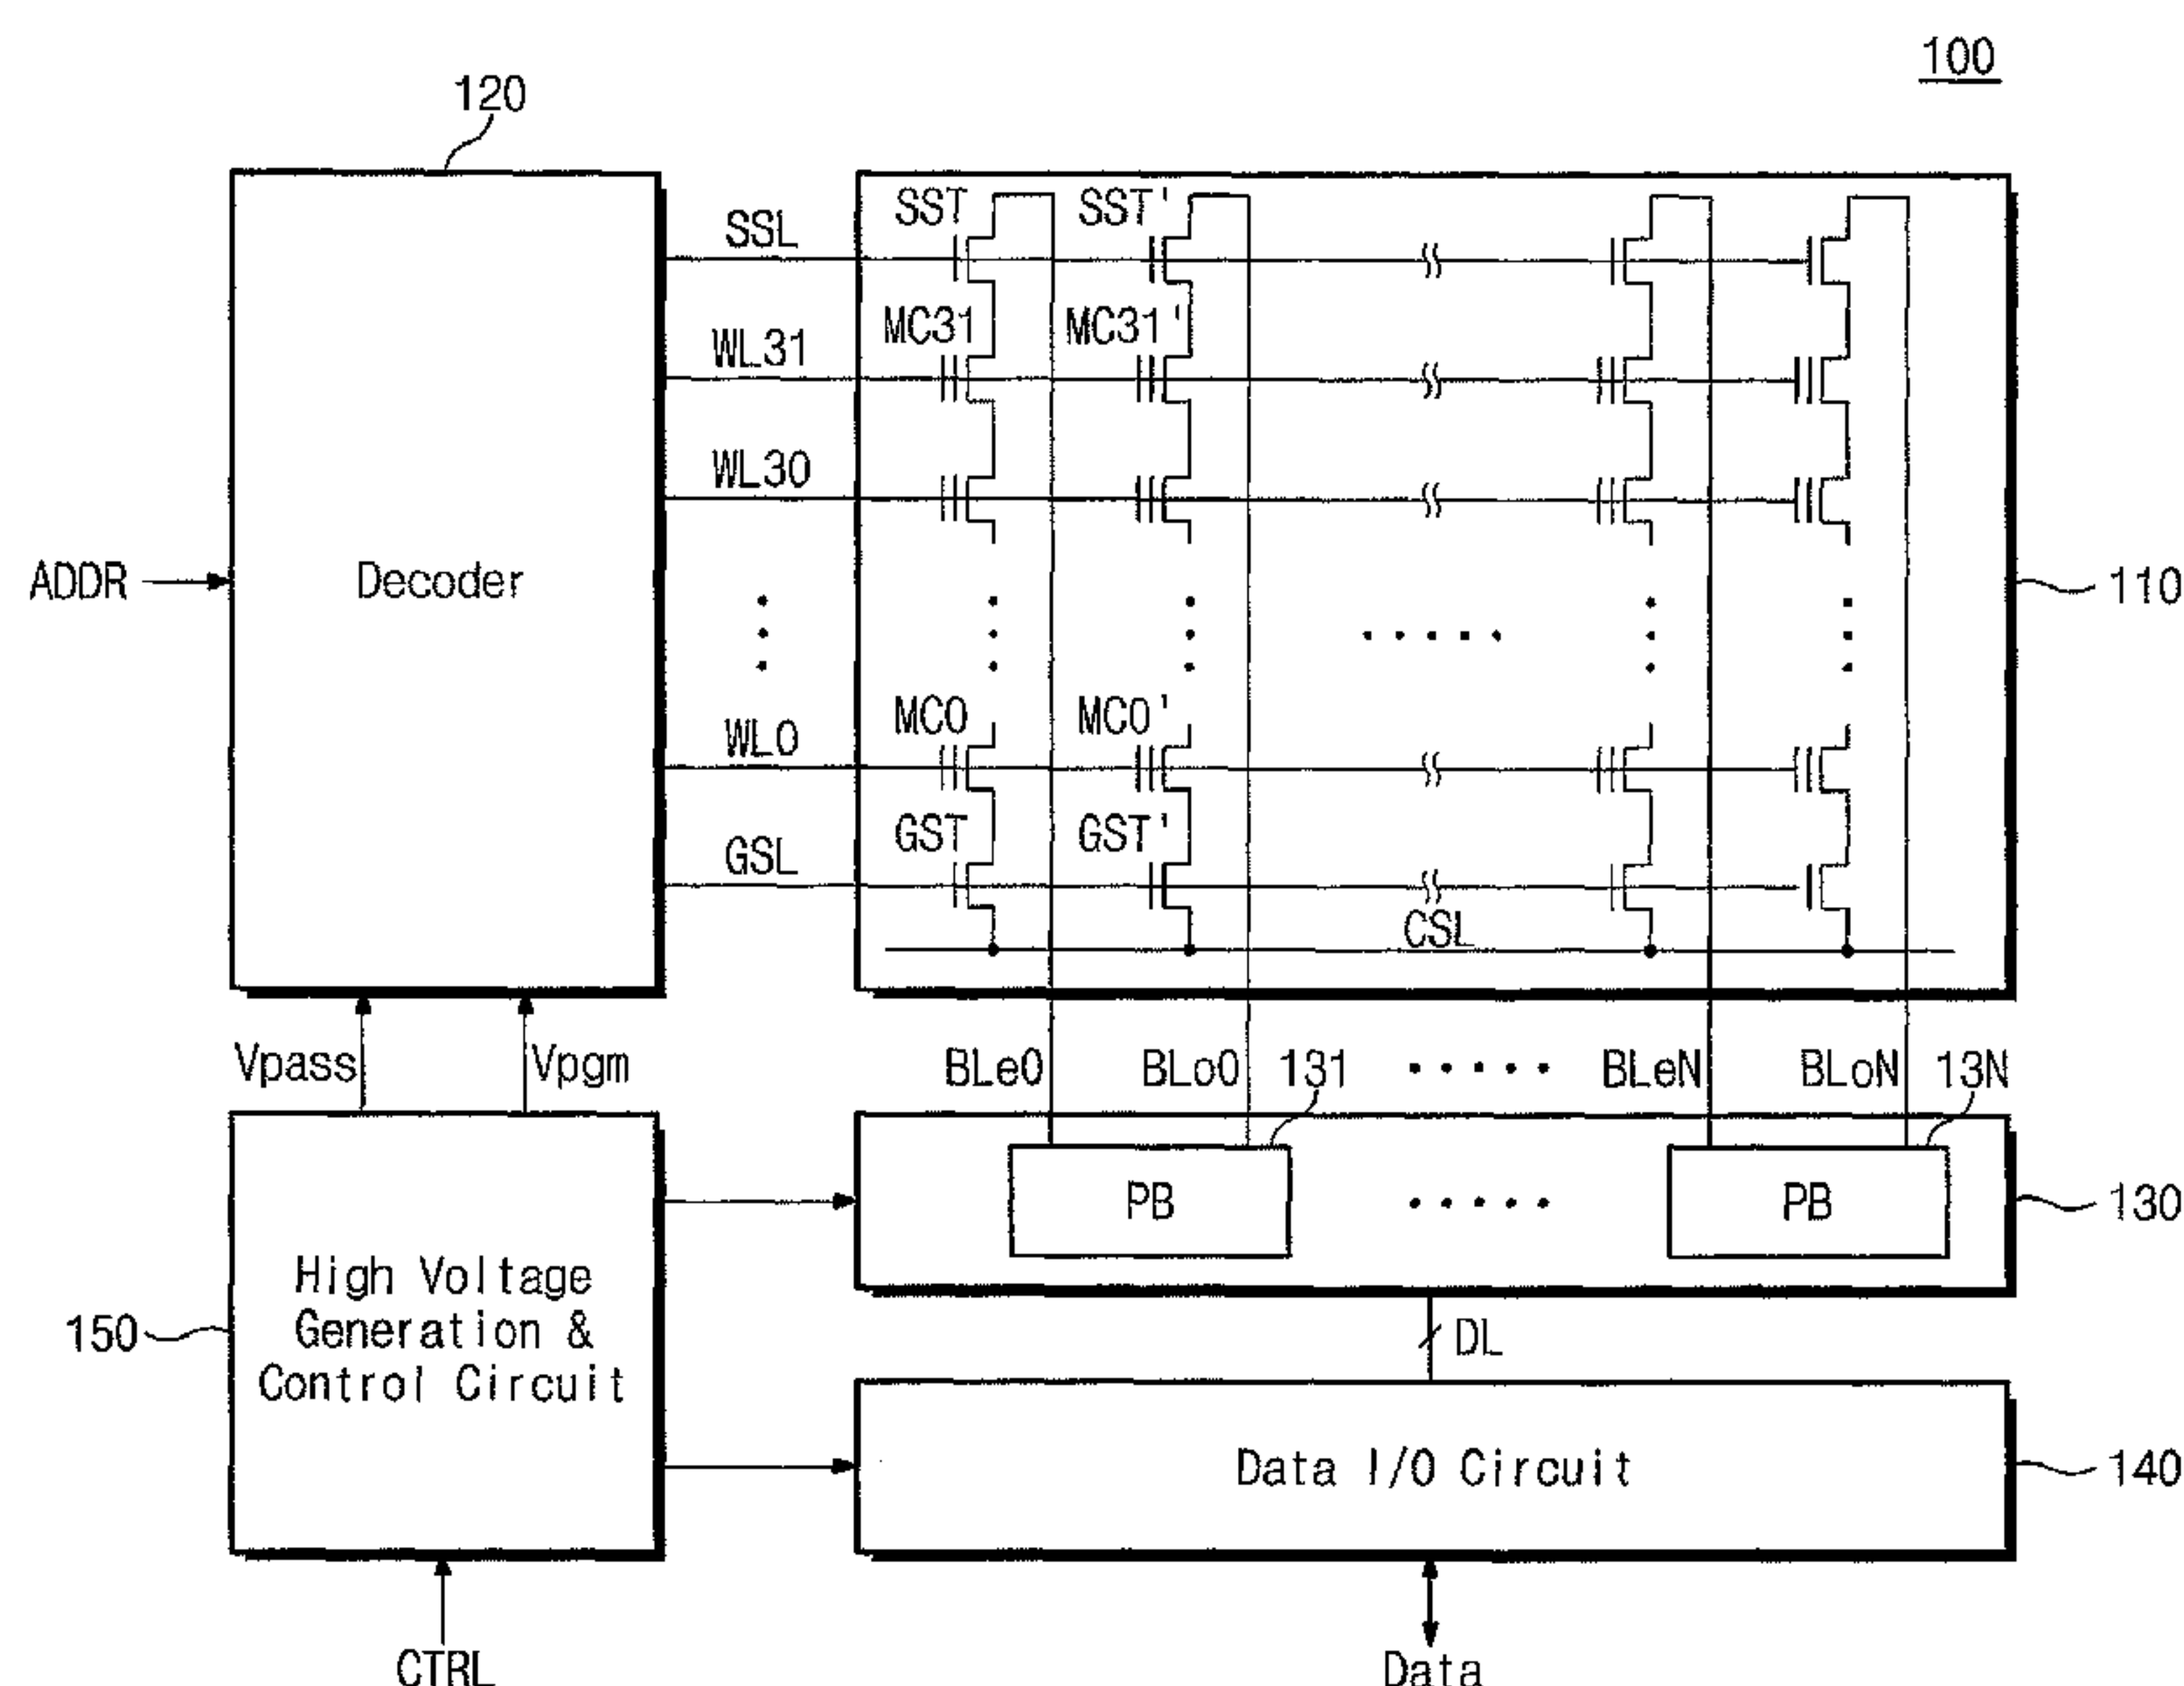 100
120
SSL
SST
SST'
WL31
MC31
MC31'
WL30
ADDR
Decoder
110
WL0
MC0
MC0'
GSL
GST
GST'
CSL
Vpass
Vpgm
BLe0
BLo0
131
BLeN
BLoN
13N
PB
PB
130
150
High Voltage
Generation &
Control Circuit
DL
Data I/O Circuit
140
CTRL
Data